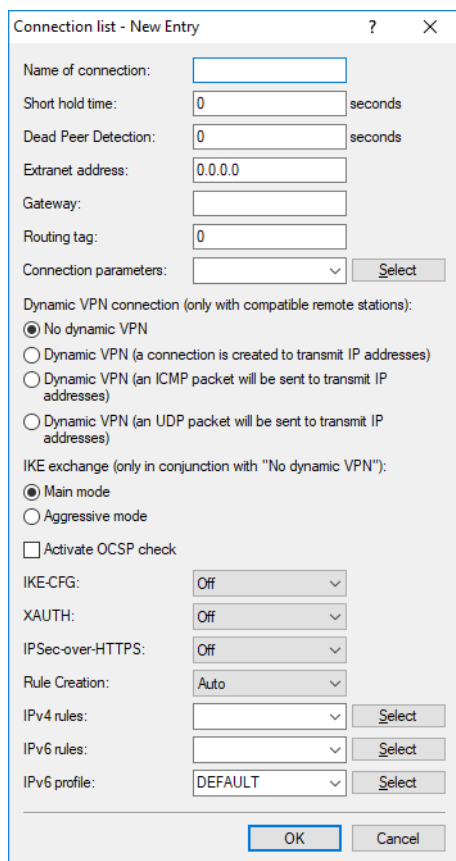 Connection list - New Entry ?
Name of connection:
Short hold time: 0 seconds
Dead Peer Detection: 0 seconds
Extranet address: 0.0.0.0
Gateway:
Routing tag: 0
Connection parameters: Select
Dynamic VPN connection (only with compatible remote stations):
No dynamic VPN
Dynamic VPN (a connection is created to transmit IP addresses)
Dynamic VPN (an ICMP packet will be sent to transmit IP
addresses)
Dynamic VPN (an UDP packet will be sent to transmit IP
addresses)
IKE exchange (only in conjunction with "No dynamic VPN"):
Main mode
Aggressive mode
Activate OCSP check
IKE-CFG: Off
XAUTH: Off
IPSec-over-HTTPS: Off
Rule Creation: Auto
IPv4 rules: Select
IPv6 rules: Select
IPv6 profile: DEFAULT Select
OK Cancel